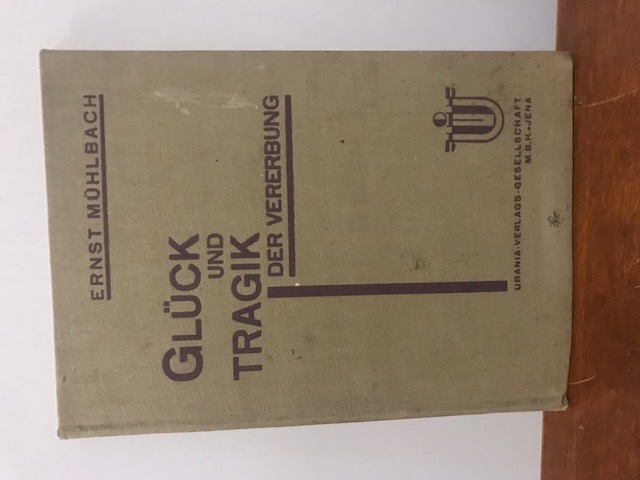 ERNST MÜHLBACH
GLÜCK
UND
TRAGIK
DER VERERBUNG
URANIA-VERLAGS-GESELLSCHAFT
M.B.H. JENA